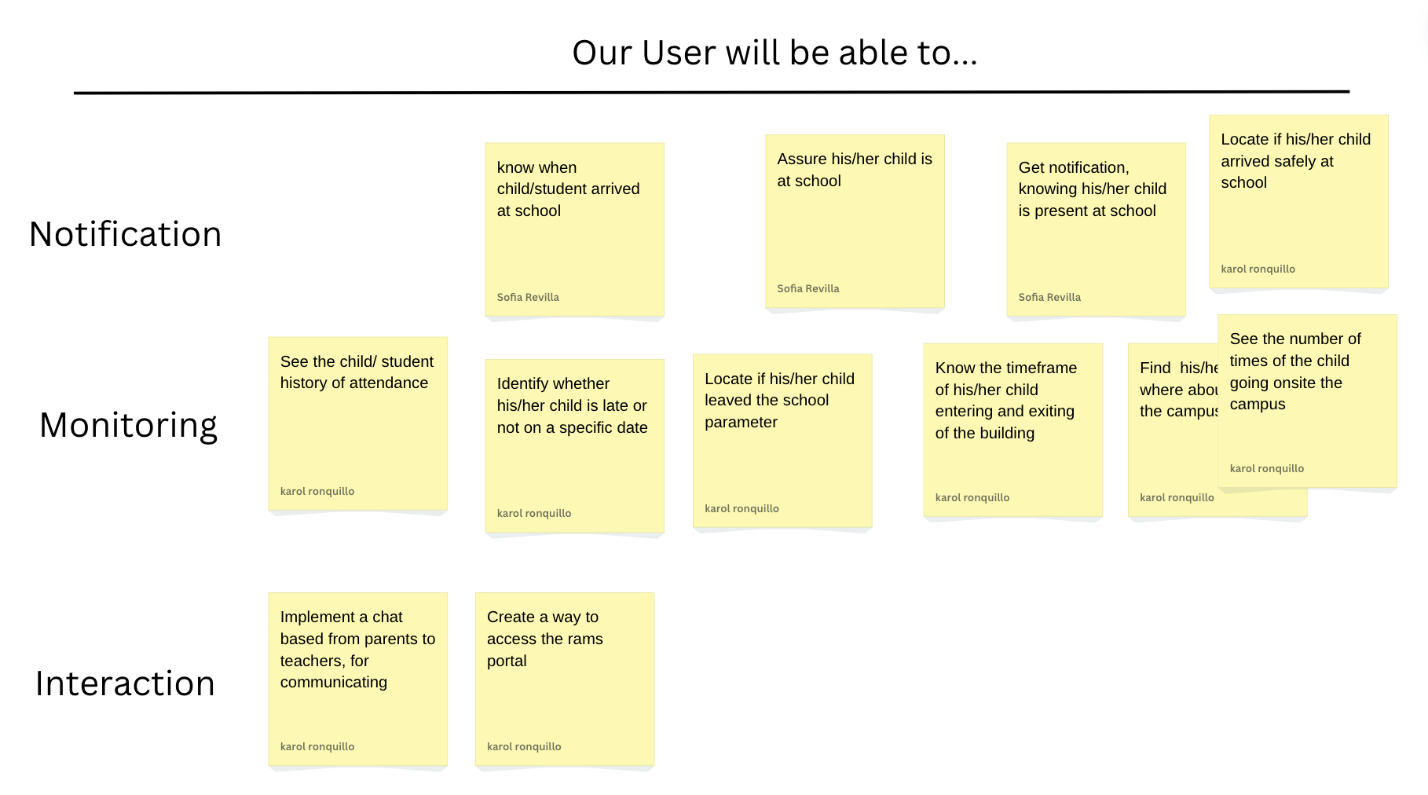 Our User will be able to...
Notification
know when
child/student arrived
at school
Sofia Revilla
Assure his/her child is
at school
Sofia Revilla
Get notification,
knowing his/her child
is present at school
Sofia Revilla
Locate if his/her child
arrived safely at
school
karol ronquillo
Monitoring
See the child/ student
history of attendance
karol ronquillo
Identify whether
his/her child is late or
not on a specific date
karol ronquillo
Locate if his/her child
leaved the school
parameter
karol ronquillo
Know the timeframe
of his/her child
entering and exiting
of the building
karol ronquillo
Find
where
the campus
karol ronquillo
See the number of
times of the child
going onsite the
campus
karol ronquillo
Interaction
Implement a chat
based from parents to
teachers, for
communicating
karol ronquillo
Create a way to
access the rams
portal
karol ronquillo